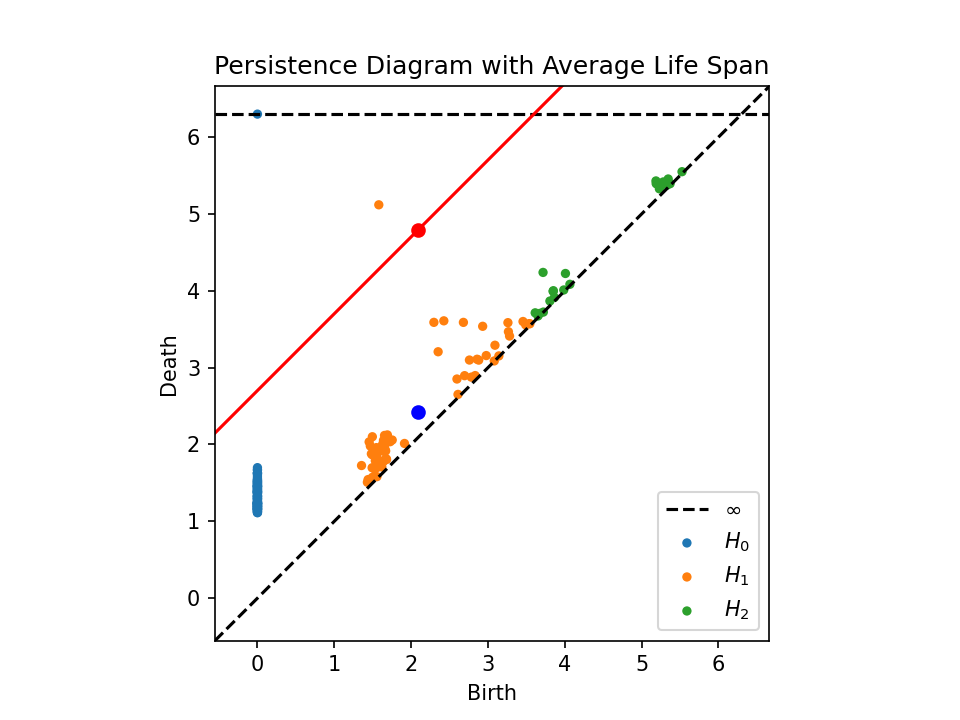 Persistence Diagram with Average Life Span
Death
6
5
4
3
2
1
0
0 1 2 3 4 5 6
Birth
∞
H₀
H₁
H₂